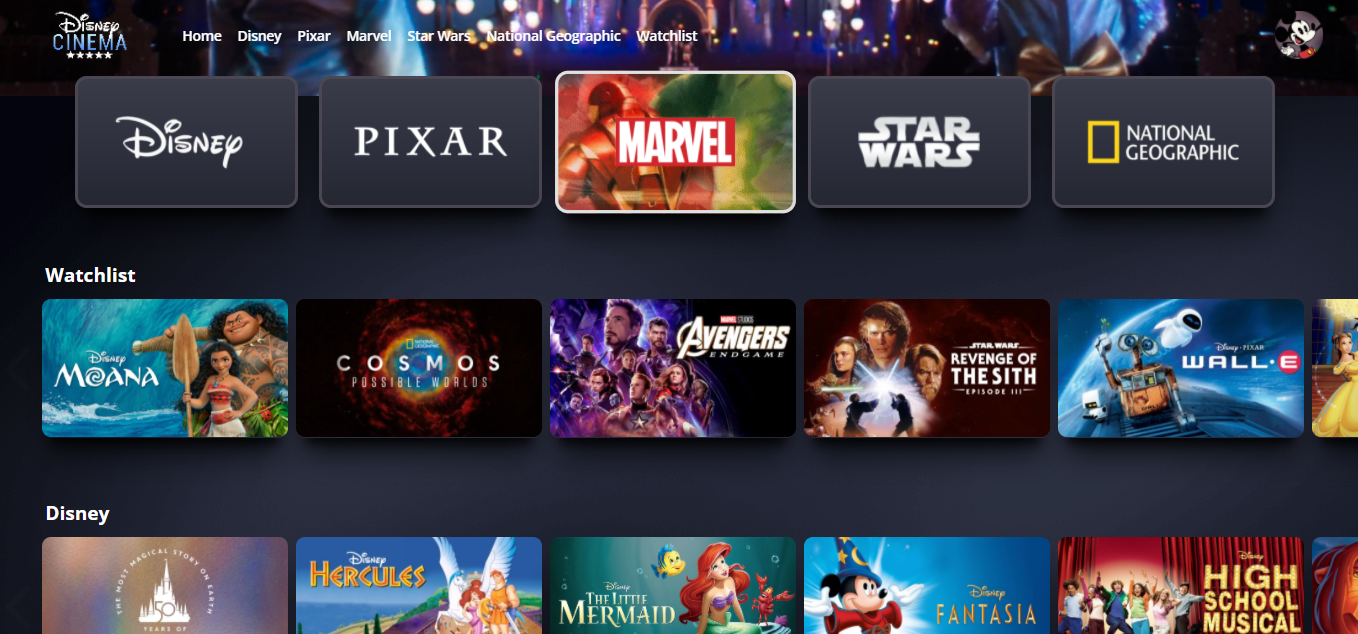 Disney
CINEMA
Home Disney Pixar Marvel Star Wars National Geographic Watchlist
Disney
PIXAR
MARVEL
STAR
WARS
NATIONAL
GEOGRAPHIC
Watchlist
Disney
MOANA
NATIONAL
GEOGRAPHIC
COSMOS
POSSIBLE WORLDS
MARVEL STUDIOS
AVENGERS
ENDGAME
STAR WARS
REVENGE OF
THE SITH
EPISODE III
Disney · PIXAR
WALL·E
Disney
THE MOST MAGICAL STORY ON EARTH
50
YEARS OF
Disney
HERCULES
Disney
THE LITTLE
MERMAID
Disney
FANTASIA
Disney
HIGH
SCHOOL
MUSICAL